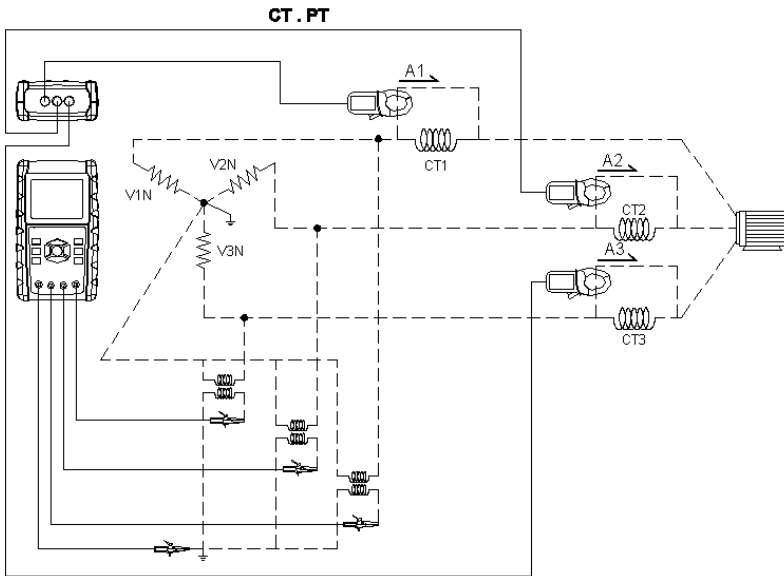 CT . PT
A1
CT1
A2
V2N
V1N
CT2
A3
V3N
CT3